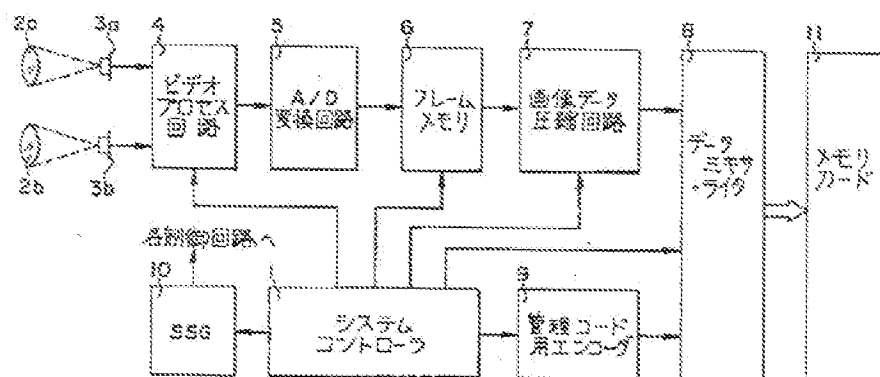 2a
3a
4
5
6
7
8
11
ビデオ
プロセス
回路
A/D
変換回路
フレーム
メモリ
画像データ
圧縮回路
データ
ミキサ
・ライタ
メモリ
カード
2b
3b
各制御回路へ
10
9
SSG
システム
コントローラ
管理コード
用エンコーダ